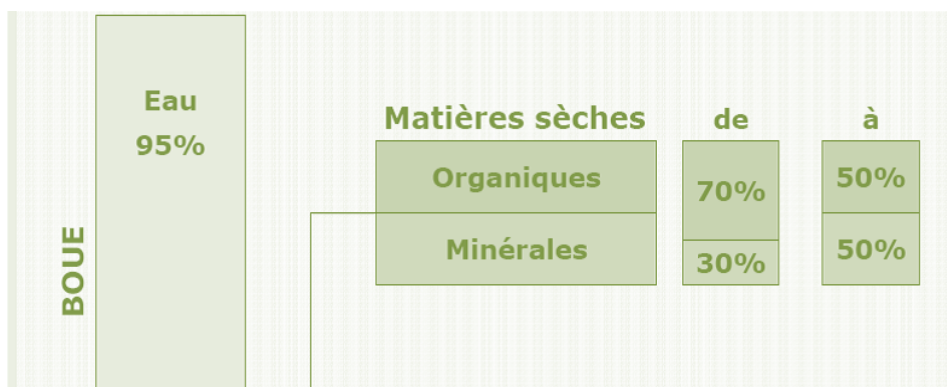 Eau
95%
BOUE
Matières sèches de à
Organiques 70% 50%
Minérales 30% 50%